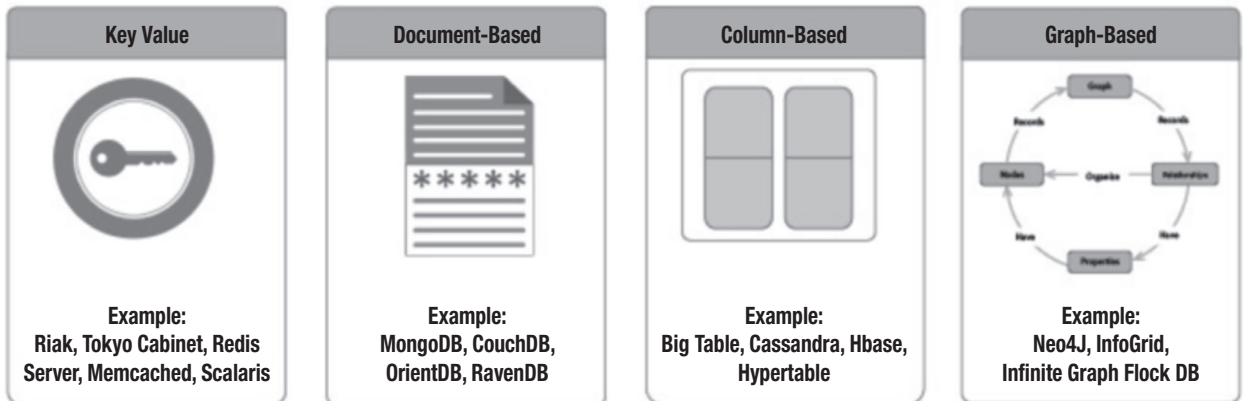 Key Value
Example:
Riak, Tokyo Cabinet, Redis
Server, Memcached, Scalaris
Document-Based
*****
Example:
MongoDB, CouchDB,
OrientDB, RavenDB
Column-Based
Example:
Big Table, Cassandra, Hbase,
Hypertable
Graph-Based
Graph
Records
Records
Nodes
Organize
Relationships
Have
Have
Properties
Example:
Neo4J, InfoGrid,
Infinite Graph Flock DB